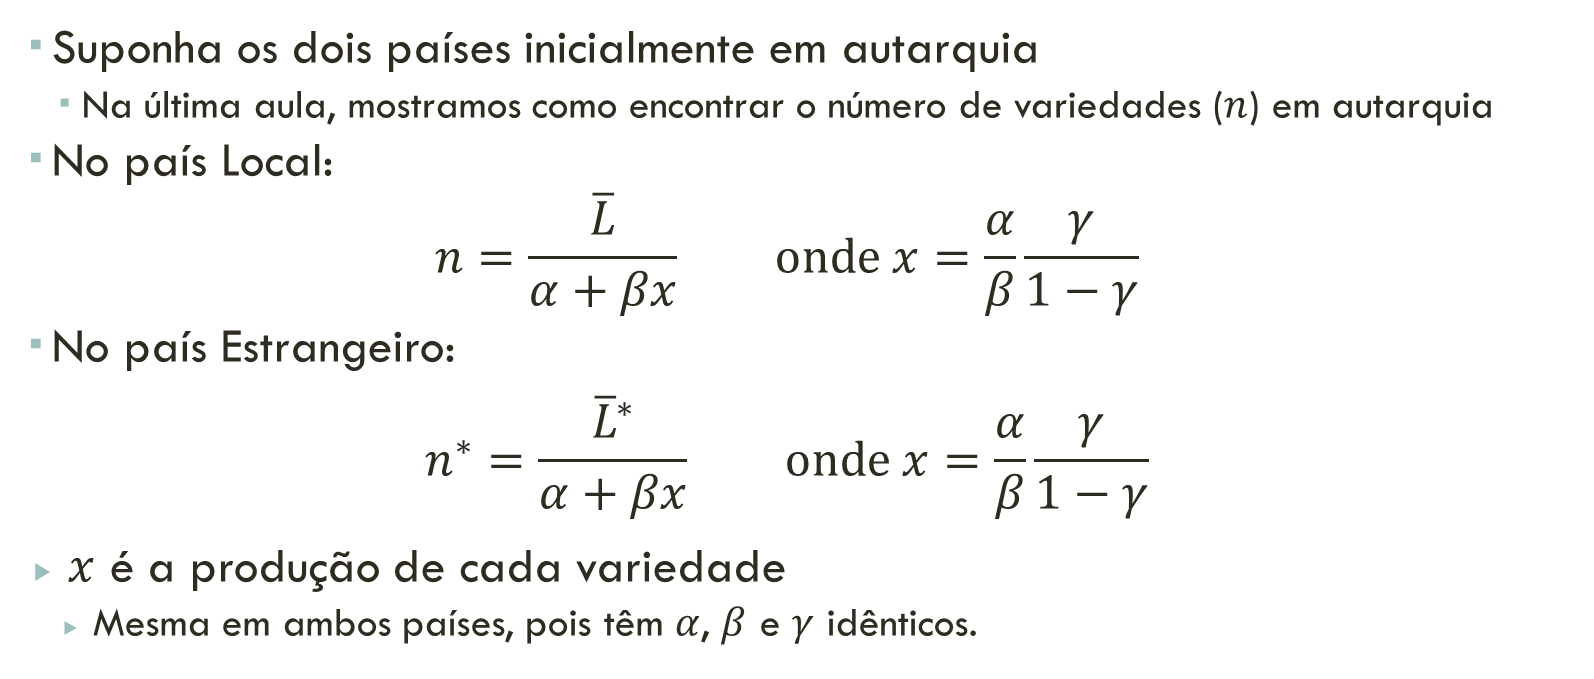 ▪ Suponha os dois países inicialmente em autarquia
▪ Na última aula, mostramos como encontrar o número de variedades (n) em autarquia
▪ No país Local:
n = L̄ / (α + βx)   onde x = (α/β) (γ/(1 − γ))
▪ No país Estrangeiro:
n* = L̄* / (α + βx)   onde x = (α/β) (γ/(1 − γ))
▸ x é a produção de cada variedade
▸ Mesma em ambos países, pois têm α, β e γ idênticos.